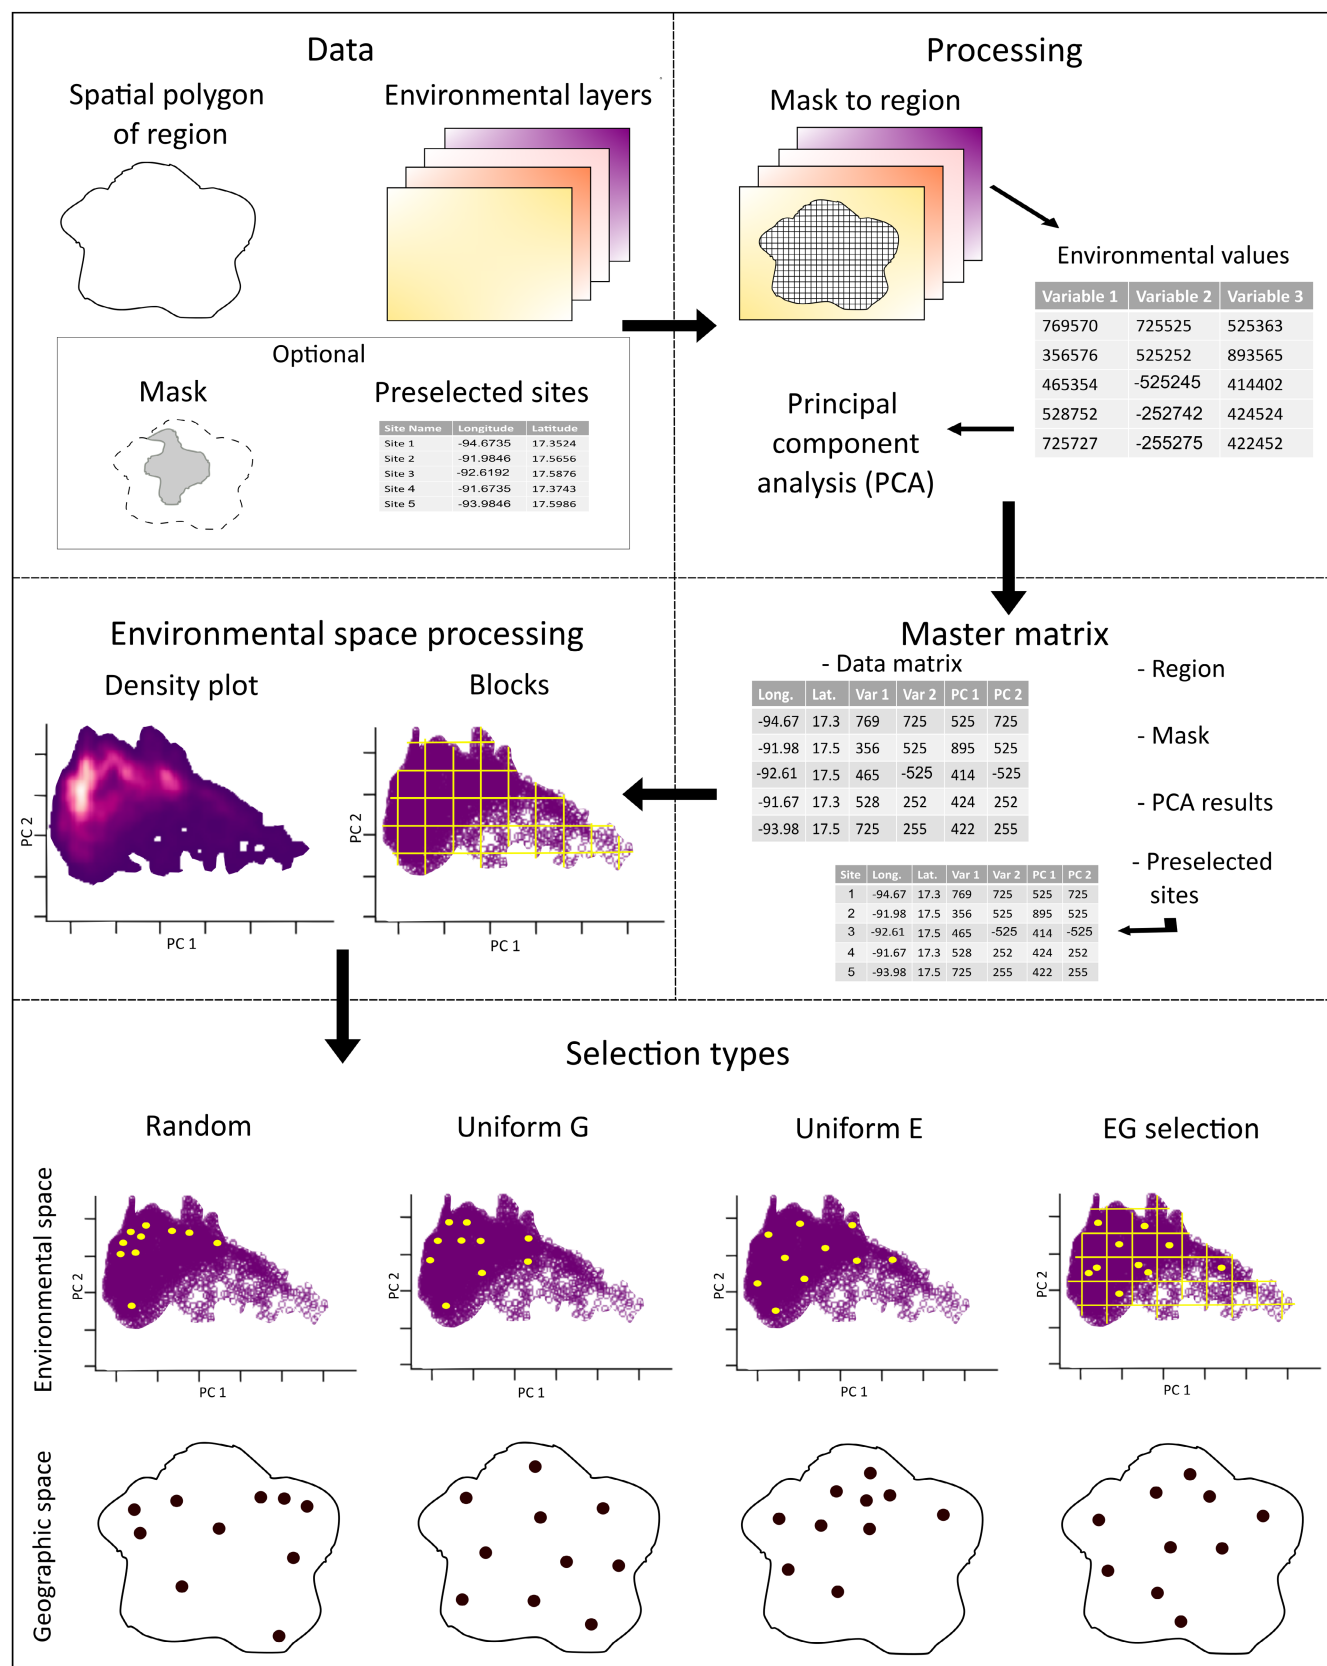 Data
Spatial polygon
of region
Environmental layers
Optional
Mask
Preselected sites
Site Name Longitude Latitude
Site 1 -94.6735 17.3524
Site 2 -91.9846 17.5656
Site 3 -92.6192 17.5876
Site 4 -91.6735 17.3743
Site 5 -93.9846 17.5986
Processing
Mask to region
Environmental values
Variable 1 Variable 2 Variable 3
769570 725525 525363
356576 525252 893565
465354 -525245 414402
528752 -252742 424524
725727 -255275 422452
Principal
component
analysis (PCA)
Environmental space processing
Density plot
Blocks
PC 2
PC 1
PC 2
PC 1
Master matrix
- Data matrix
Long. Lat. Var 1 Var 2 PC 1 PC 2
-94.67 17.3 769 725 525 725
-91.98 17.5 356 525 895 525
-92.61 17.5 465 -525 414 -525
-91.67 17.3 528 252 424 252
-93.98 17.5 725 255 422 255
- Region
- Mask
- PCA results
- Preselected
sites
Site Long. Lat. Var 1 Var 2 PC 1 PC 2
1 -94.67 17.3 769 725 525 725
2 -91.98 17.5 356 525 895 525
3 -92.61 17.5 465 -525 414 -525
4 -91.67 17.3 528 252 424 252
5 -93.98 17.5 725 255 422 255
Selection types
Random
Uniform G
Uniform E
EG selection
Environmental space
PC 2
PC 1
PC 2
PC 1
PC 2
PC 1
PC 2
PC 1
Geographic space